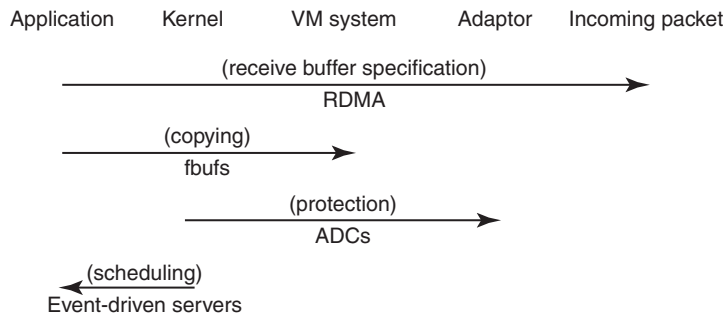 Application Kernel VM system Adaptor Incoming packet
(receive buffer specification)
RDMA
(copying)
fbufs
(protection)
ADCs
(scheduling)
Event-driven servers